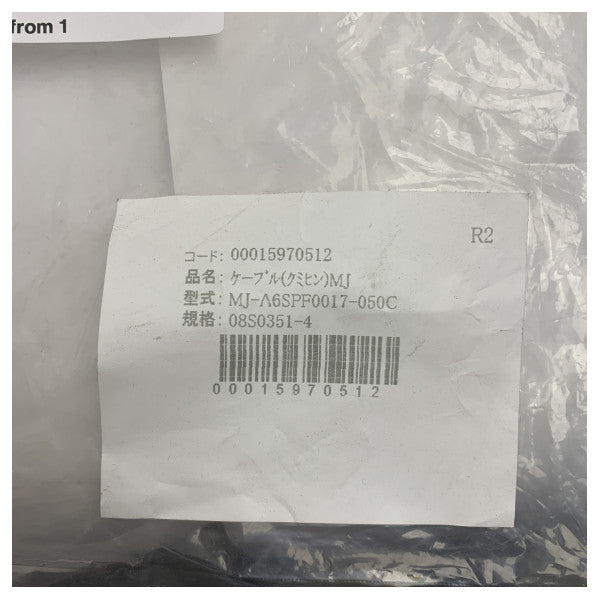 from 1
R2
コード: 00015970512
品名: ケーブル(クミヒン)MJ
型式: MJ-A6SPF0017-050C
規格: 08S0351-4
00015970512